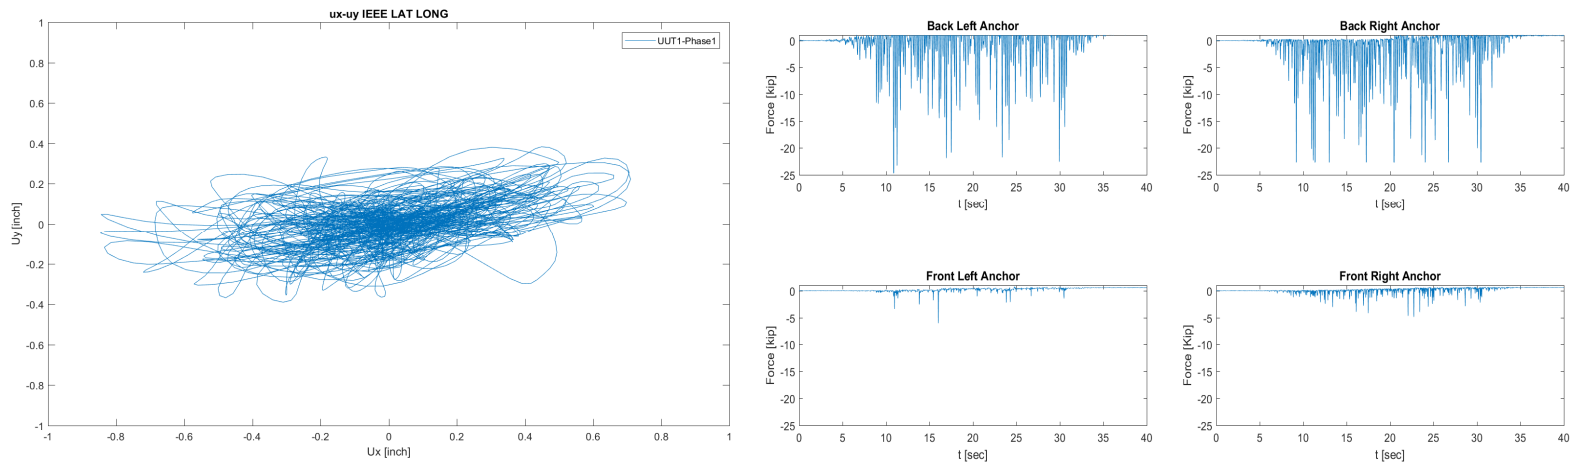 ux-uy IEEE LAT LONG
UUT1-Phase1
1
0.8
0.6
0.4
0.2
0
-0.2
-0.4
-0.6
-0.8
-1
Uy [inch]
-1 -0.8 -0.6 -0.4 -0.2 0 0.2 0.4 0.6 0.8 1
Ux [inch]
Back Left Anchor
0
-5
-10
-15
-20
-25
Force [kip]
0 5 10 15 20 25 30 35 40
t [sec]
Back Right Anchor
0
-5
-10
-15
-20
-25
Force [kip]
0 5 10 15 20 25 30 35 40
t [sec]
Front Left Anchor
0
-5
-10
-15
-20
-25
Force [kip]
0 5 10 15 20 25 30 35 40
t [sec]
Front Right Anchor
0
-5
-10
-15
-20
-25
Force [Kip]
0 5 10 15 20 25 30 35 40
t [sec]